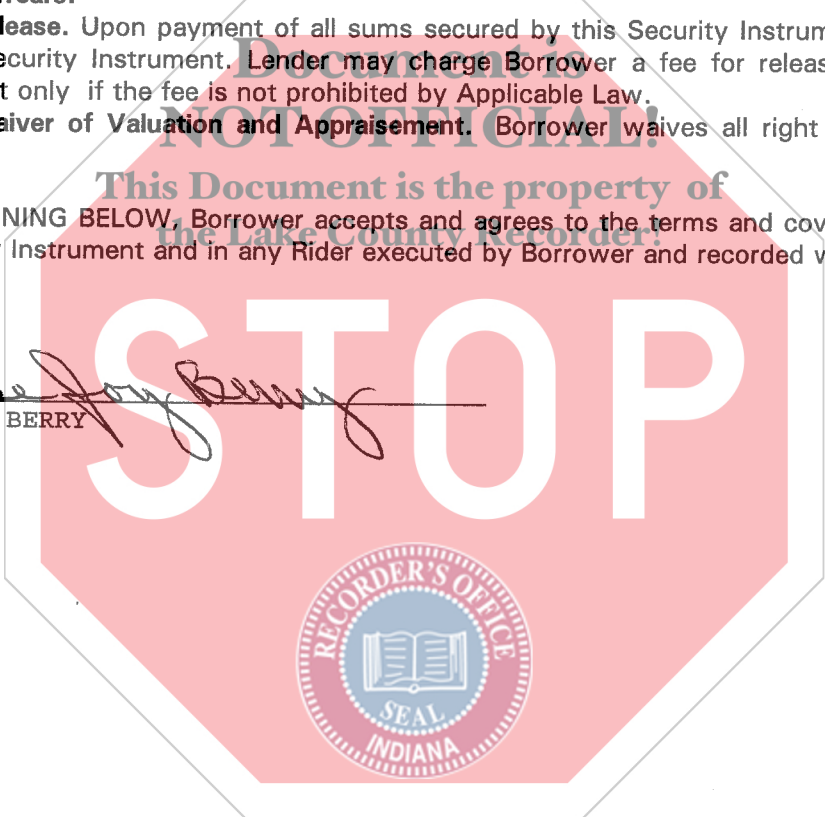 lease. Upon payment of all sums secured by this Security Instrum
ecurity Instrument. Lender may charge Borrower a fee for releas
t only if the fee is not prohibited by Applicable Law.
aiver of Valuation and Appraisement. Borrower waives all right
Document is
NOT OFFICIAL!
This Document is the property of
the Lake County Recorder!
NING BELOW, Borrower accepts and agrees to the terms and cov
Instrument and in any Rider executed by Borrower and recorded w
e Joy Berry
BERRY
STOP
RECORDER'S OFFICE
SEAL
INDIANA